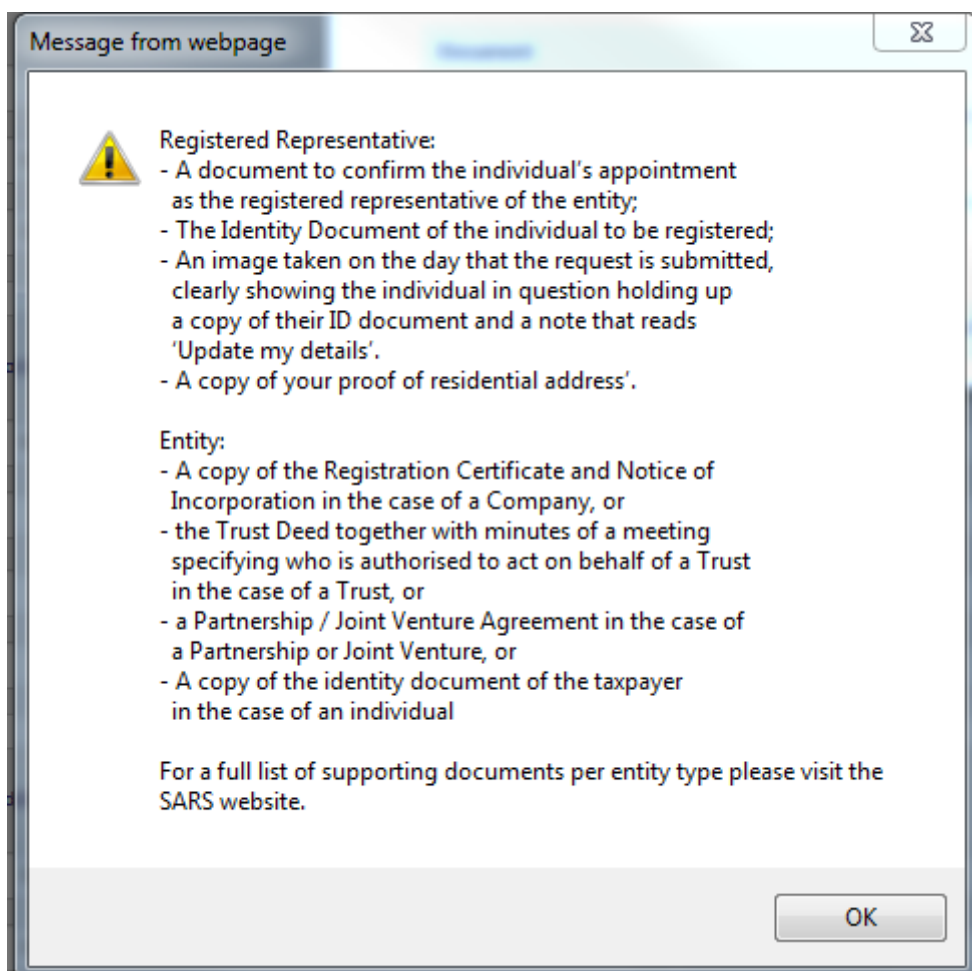 Message from webpage
Document
Registered Representative:
- A document to confirm the individual's appointment
as the registered representative of the entity;
- The Identity Document of the individual to be registered;
- An image taken on the day that the request is submitted,
clearly showing the individual in question holding up
a copy of their ID document and a note that reads
‘Update my details’.
- A copy of your proof of residential address’.
Entity:
- A copy of the Registration Certificate and Notice of
Incorporation in the case of a Company, or
- the Trust Deed together with minutes of a meeting
specifying who is authorised to act on behalf of a Trust
in the case of a Trust, or
- a Partnership / Joint Venture Agreement in the case of
a Partnership or Joint Venture, or
- A copy of the identity document of the taxpayer
in the case of an individual
For a full list of supporting documents per entity type please visit the
SARS website.
OK